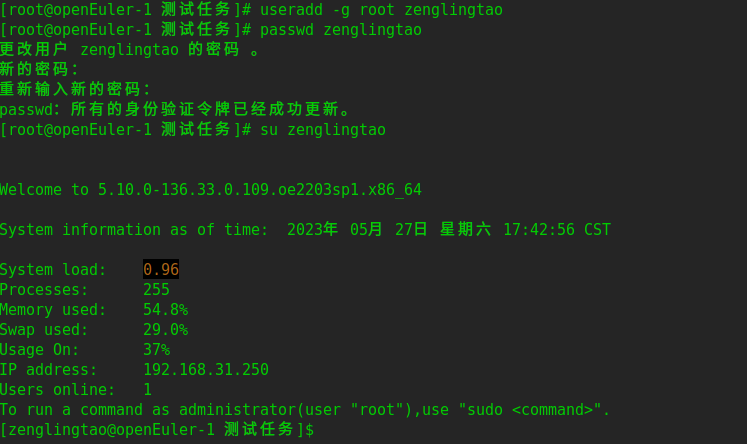 [root@openEuler-1 测试任务]# useradd -g root zenglingtao
[root@openEuler-1 测试任务]# passwd zenglingtao
更改用户 zenglingtao 的密码 。
新的密码：
重新输入新的密码：
passwd：所有的身份验证令牌已经成功更新。
[root@openEuler-1 测试任务]# su zenglingtao
Welcome to 5.10.0-136.33.0.109.oe2203sp1.x86_64
System information as of time:  2023年 05月 27日 星期六 17:42:56 CST
System load:    0.96
Processes:      255
Memory used:    54.8%
Swap used:      29.0%
Usage On:       37%
IP address:     192.168.31.250
Users online:   1
To run a command as administrator(user "root"),use "sudo <command>".
[zenglingtao@openEuler-1 测试任务]$